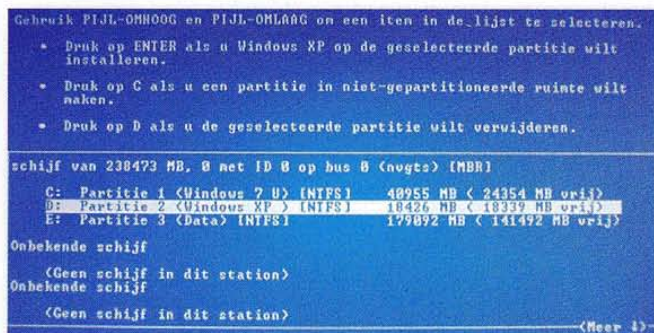 Gebruik PIJL-OMHOOG en PIJL-OMLAAG om een item in de lijst te selecteren.
• Druk op ENTER als u Windows XP op de geselecteerde partitie wilt
installeren.
• Druk op C als u een partitie in niet-gepartitioneerde ruimte wilt
maken.
• Druk op D als u de geselecteerde partitie wilt verwijderen.
schijf van 238473 MB, 0 met ID 0 op bus 0 (nvgts) [MBR]
C: Partitie 1 (Windows 7 U) [NTFS] 40955 MB ( 24354 MB vrij)
D: Partitie 2 (Windows XP ) [NTFS] 18426 MB ( 18339 MB vrij)
E: Partitie 3 (Data) [NTFS] 179092 MB ( 141492 MB vrij)
Onbekende schijf
(Geen schijf in dit station)
Onbekende schijf
(Geen schijf in dit station)
(Meer ↓)